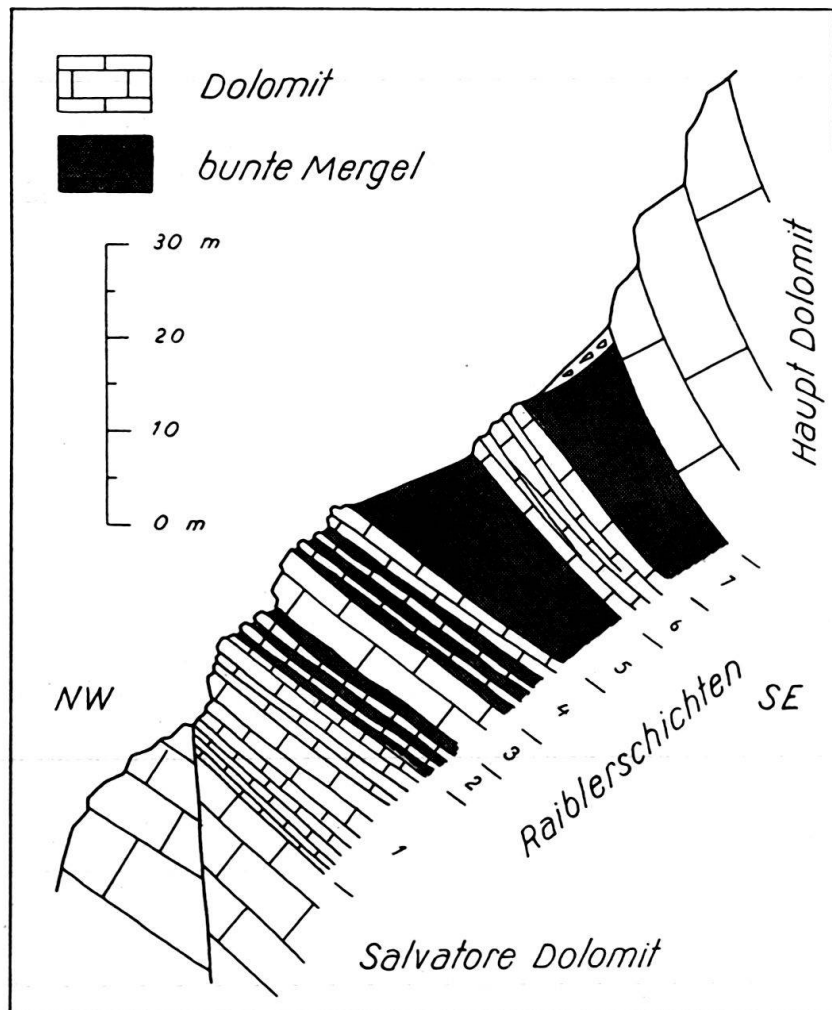 Dolomit
bunte Mergel
30 m
20
10
0 m
Haupt Dolomit
NW
SE
1
2
3
4
5
6
7
Raiblerschichten
Salvatore Dolomit